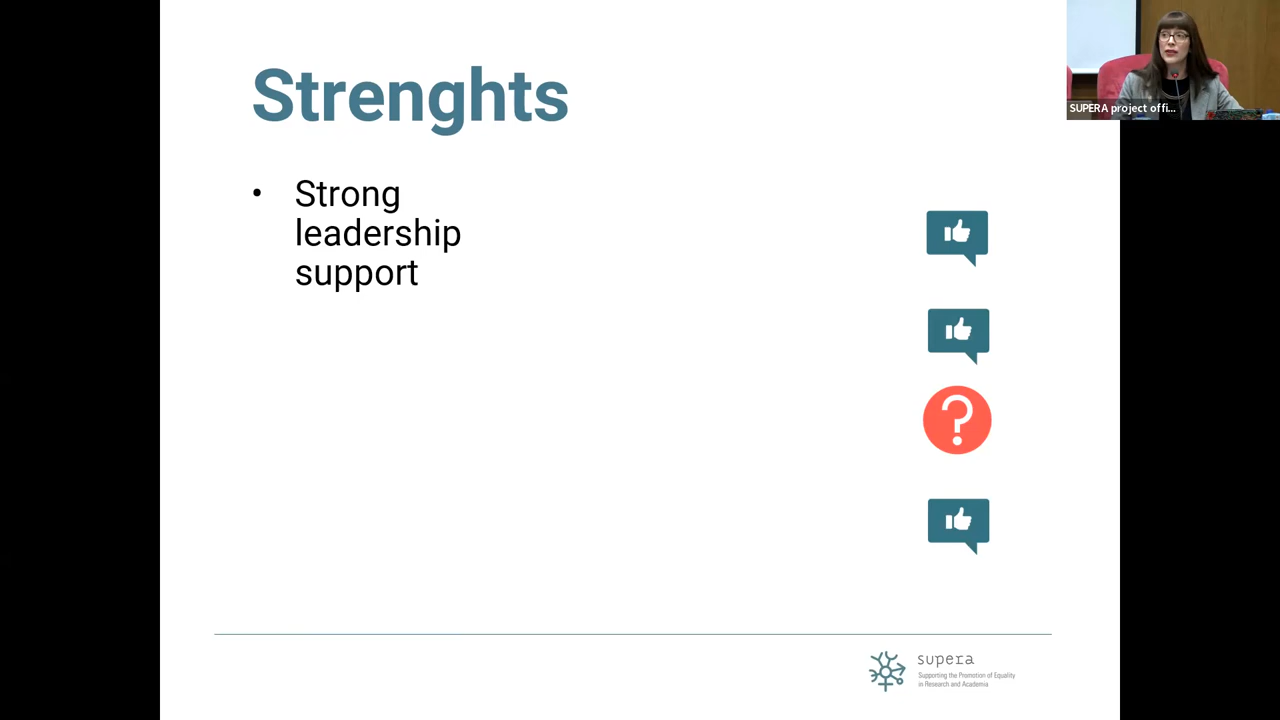 Strenghts
SUPERA project offi...
• Strong
leadership
support
?
supera
Supporting the Promotion of Equality
in Research and Academia